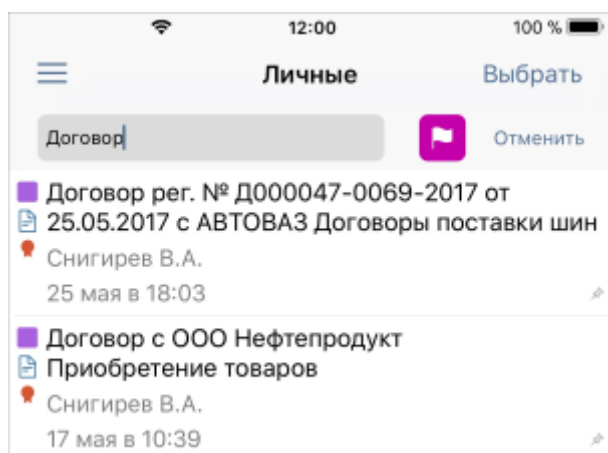 12:00 100 %
Личные Выбрать
Договор Отменить
Договор рег. № Д000047-0069-2017 от
25.05.2017 с АВТОВАЗ Договоры поставки шин
Снигирев В.А.
25 мая в 18:03
Договор с ООО Нефтепродукт
Приобретение товаров
Снигирев В.А.
17 мая в 10:39